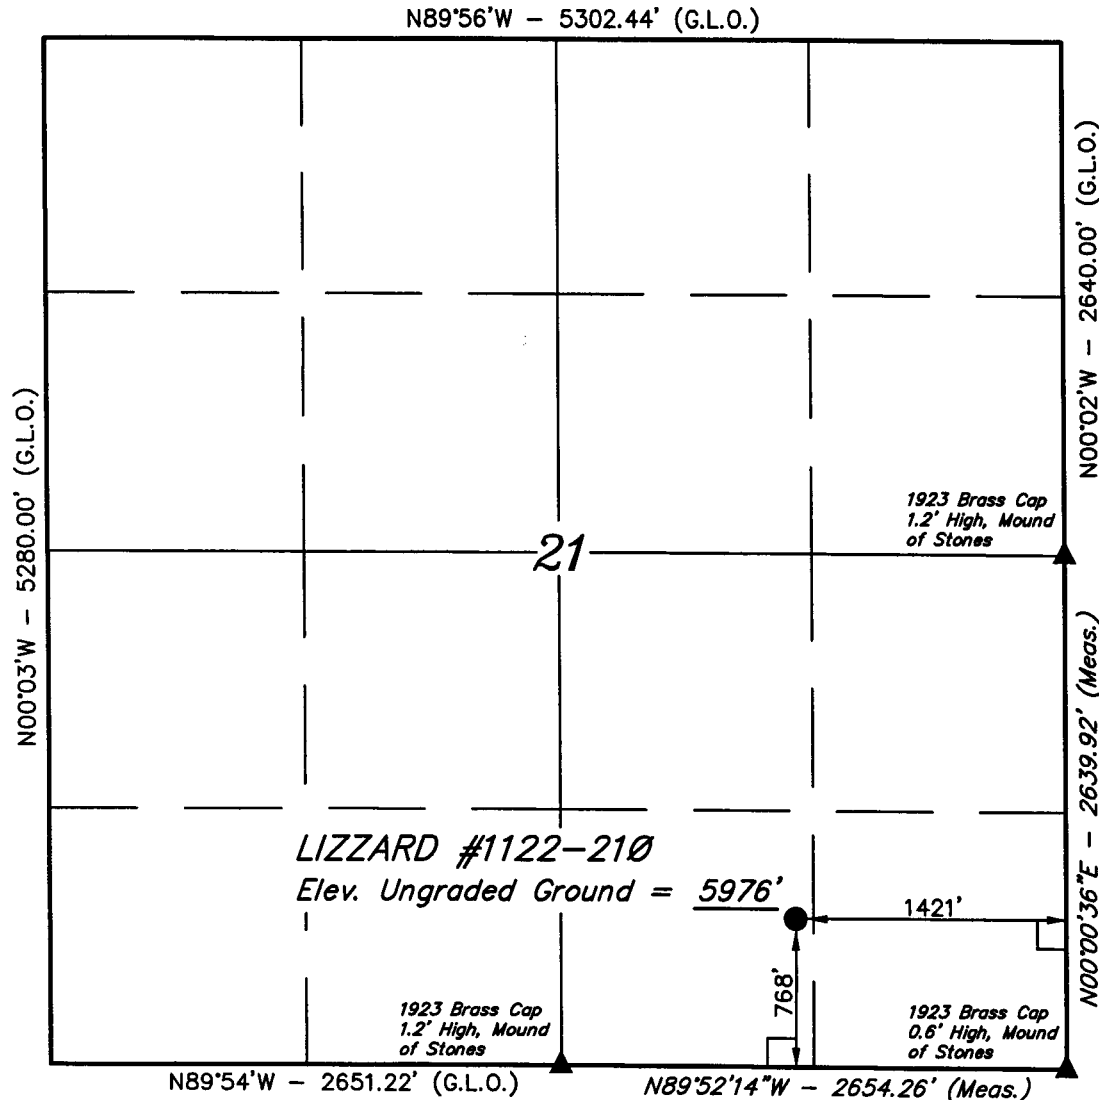 N89°56'W - 5302.44' (G.L.O.)
N00°03'W - 5280.00' (G.L.O.)
N00°02'W - 2640.00' (G.L.O.)
1923 Brass Cap
1.2' High, Mound
of Stones
21
N00°00'36"E - 2639.92' (Meas.)
LIZZARD #1122-21Ø
Elev. Ungraded Ground = 5976'
1421'
768'
1923 Brass Cap
1.2' High, Mound
of Stones
1923 Brass Cap
0.6' High, Mound
of Stones
N89°54'W - 2651.22' (G.L.O.)
N89°52'14"W - 2654.26' (Meas.)